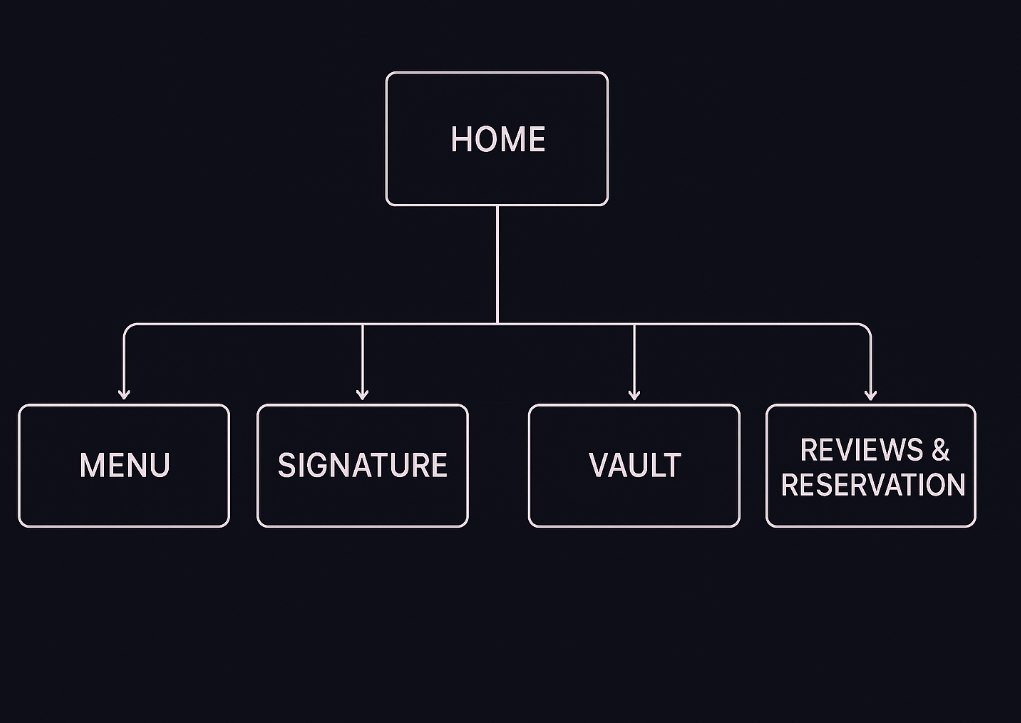 HOME
MENU
SIGNATURE
VAULT
REVIEWS &
RESERVATION